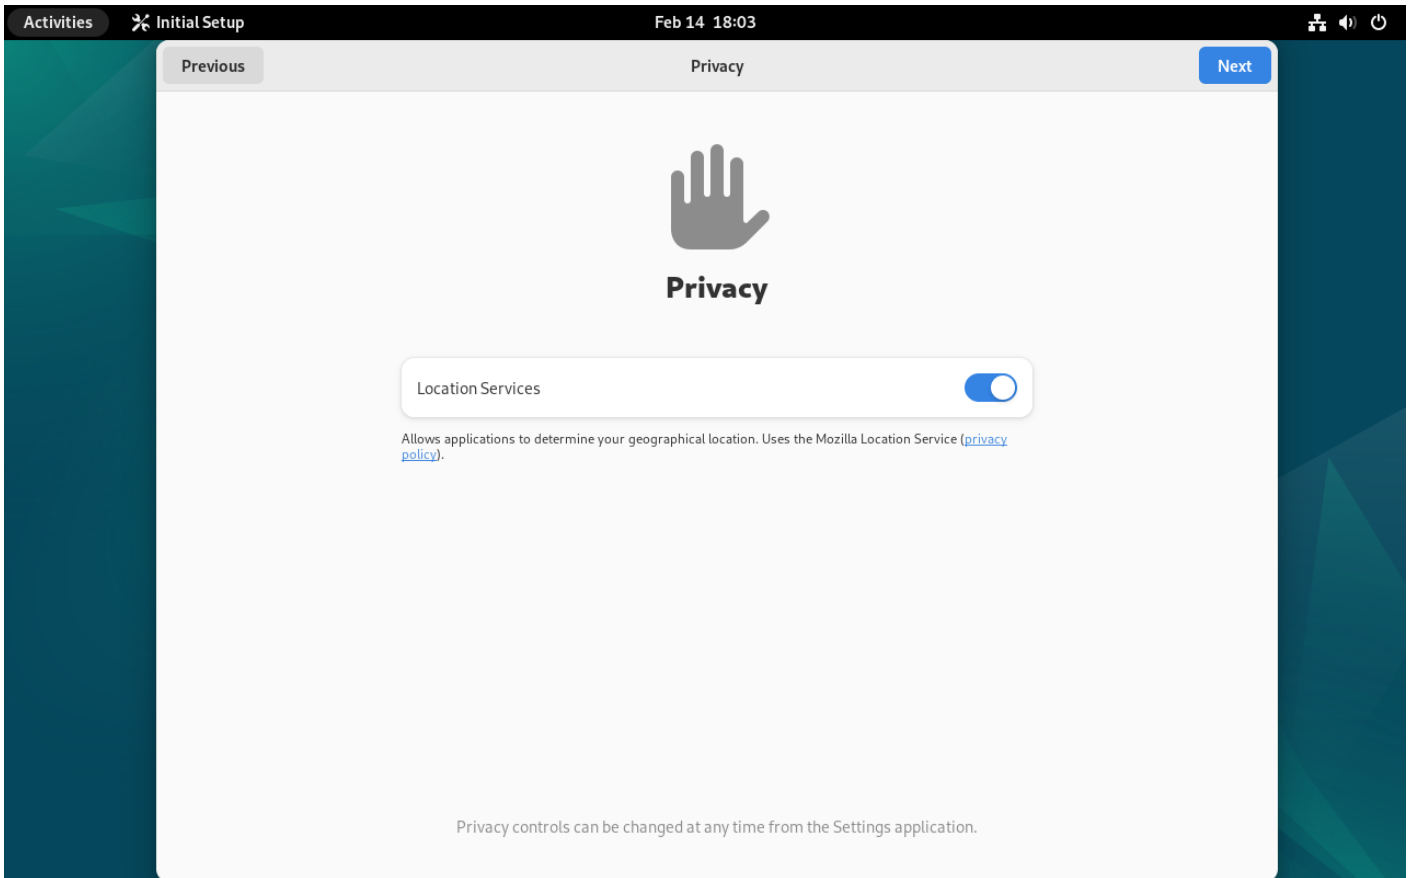 Activities Initial Setup Feb 14 18:03
Previous Privacy Next
Privacy
Location Services
Allows applications to determine your geographical location. Uses the Mozilla Location Service (privacy
policy).
Privacy controls can be changed at any time from the Settings application.